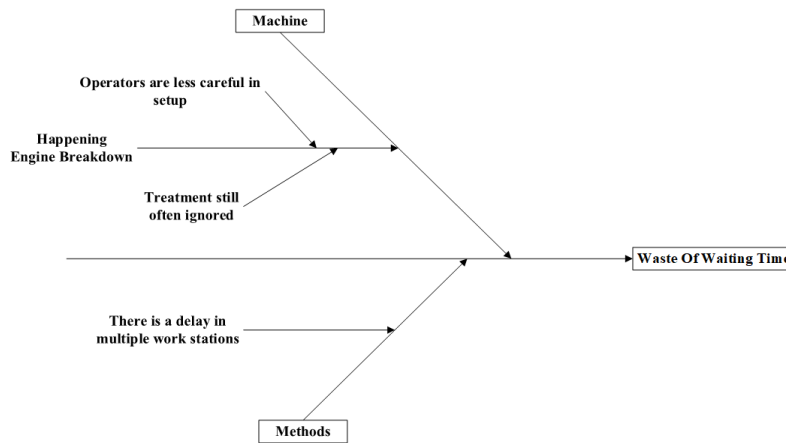 Machine
Operators are less careful in
setup
Happening
Engine Breakdown
Treatment still
often ignored
Waste Of Waiting Time
There is a delay in
multiple work stations
Methods